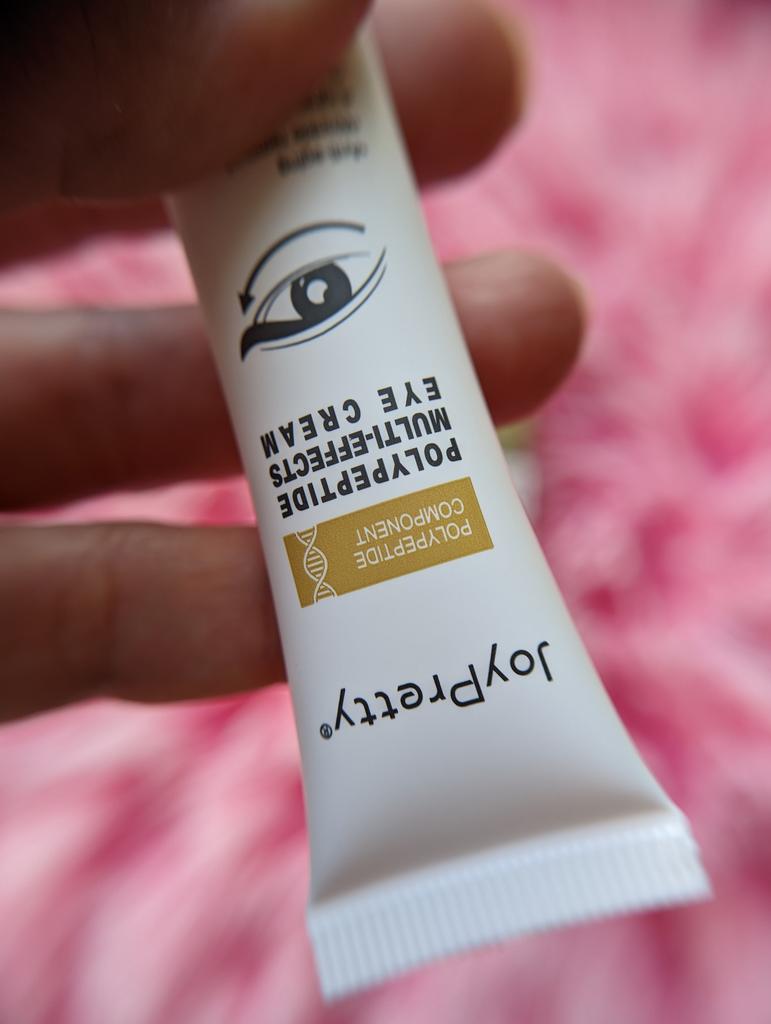 JoyPretty®
POLYPEPTIDE
COMPONENT
POLYPEPTIDE
MULTI-EFFECTS
EYE CREAM